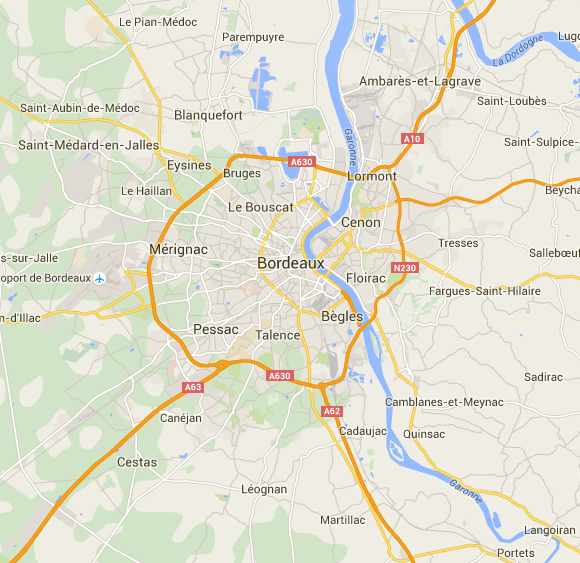 Le Pian-Médoc
Parempuyre
La Dordogne
Ambarès-et-Lagrave
Saint-Aubin-de-Médoc
Blanquefort
Saint-Loubès
Garonne
A10
Saint-Médard-en-Jalles
Saint-Sulpice-
Eysines
A630
Bruges
Lormont
Le Haillan
Beycha
Le Bouscat
Cenon
Mérignac
Tresses
Sallebœuf
s-sur-Jalle
Bordeaux
N230
roport de Bordeaux
Floirac
Fargues-Saint-Hilaire
n-d'Illac
Bègles
Pessac
Talence
A63
A630
Sadirac
Camblanes-et-Meynac
A62
Canéjan
Cadaujac
Quinsac
Cestas
Léognan
Garonne
Martillac
Langoiran
Portets